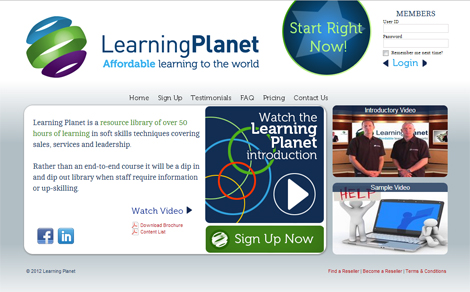 LearningPlanet
Affordable learning to the world
Start Right
Now!
MEMBERS
User ID
Password
Remember me next time?
Login
Home Sign Up Testimonials FAQ Pricing Contact Us
Learning Planet is a resource library of over 50
hours of learning in soft skills techniques covering
sales, services and leadership.
Rather than an end-to-end course it will be a dip in
and dip out library when staff require information
or up-skilling.
Watch Video
Download Brochure
Content List
Watch the
Learning
Planet
introduction
Sign Up Now
Introductory Video
Sample Video
HELP
© 2012 Learning Planet
Find a Reseller | Become a Reseller | Terms & Conditions